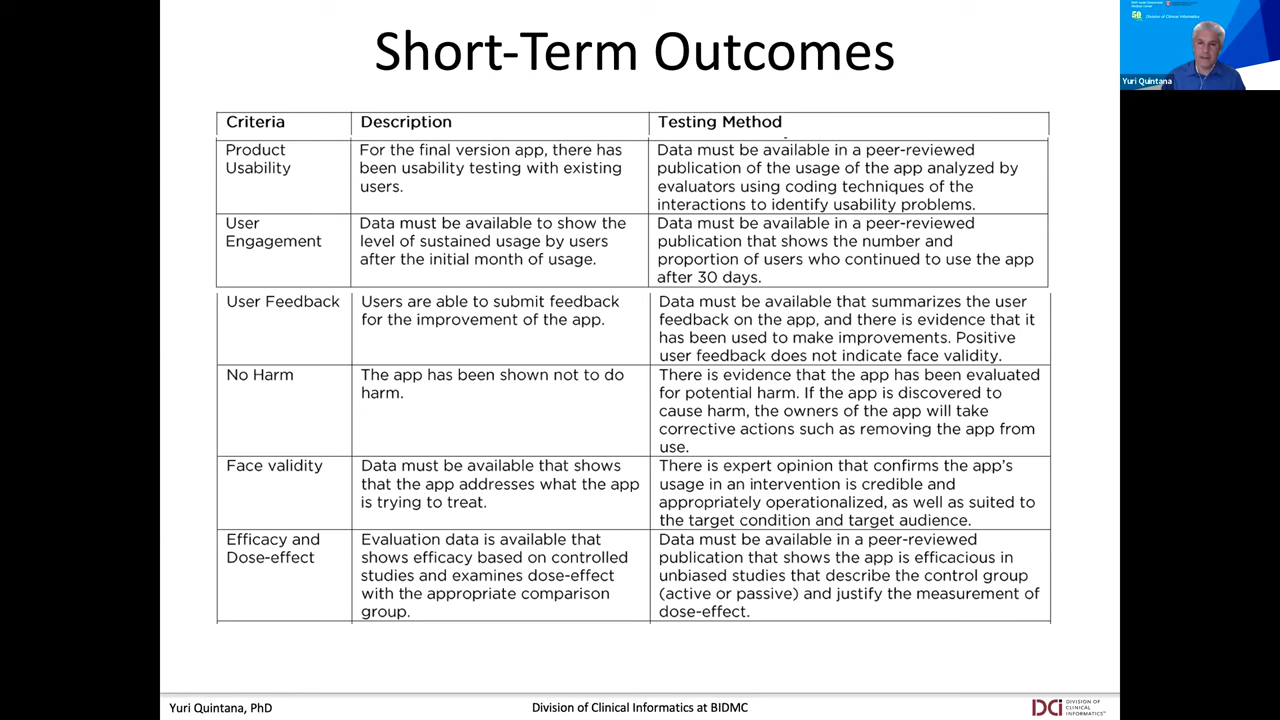 Short-Term Outcomes
Criteria
Description
Testing Method
Product
Usability
For the final version app, there has
been usability testing with existing
users.
Data must be available in a peer-reviewed
publication of the usage of the app analyzed by
evaluators using coding techniques of the
interactions to identify usability problems.
User
Engagement
Data must be available to show the
level of sustained usage by users
after the initial month of usage.
Data must be available in a peer-reviewed
publication that shows the number and
proportion of users who continued to use the app
after 30 days.
User Feedback
Users are able to submit feedback
for the improvement of the app.
Data must be available that summarizes the user
feedback on the app, and there is evidence that it
has been used to make improvements. Positive
user feedback does not indicate face validity.
No Harm
The app has been shown not to do
harm.
There is evidence that the app has been evaluated
for potential harm. If the app is discovered to
cause harm, the owners of the app will take
corrective actions such as removing the app from
use.
Face validity
Data must be available that shows
that the app addresses what the app
is trying to treat.
There is expert opinion that confirms the app's
usage in an intervention is credible and
appropriately operationalized, as well as suited to
the target condition and target audience.
Efficacy and
Dose-effect
Evaluation data is available that
shows efficacy based on controlled
studies and examines dose-effect
with the appropriate comparison
group.
Data must be available in a peer-reviewed
publication that shows the app is efficacious in
unbiased studies that describe the control group
(active or passive) and justify the measurement of
dose-effect.
Yuri Quintana, PhD
Division of Clinical Informatics at BIDMC
DCI
DIVISION OF
CLINICAL
INFORMATICS
50
Division of Clinical Informatics
Yuri Quintana